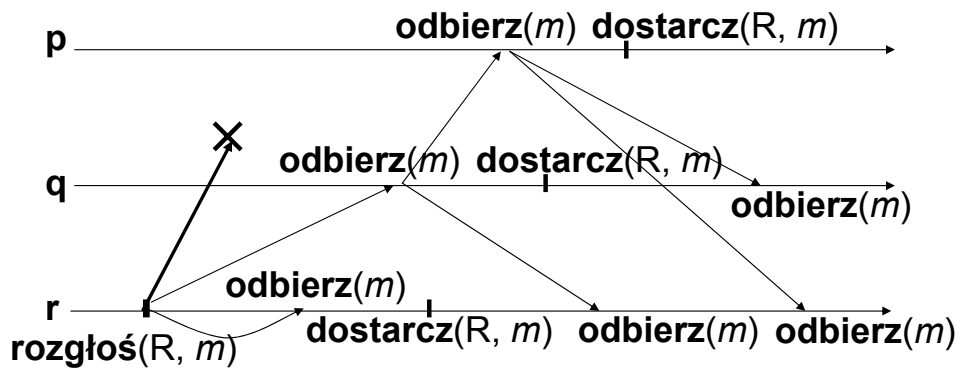 odbierz(m) dostarcz(R, m)
p
odbierz(m) dostarcz(R, m)
q
odbierz(m)
odbierz(m)
r
dostarcz(R, m) odbierz(m) odbierz(m)
rozgłoś(R, m)